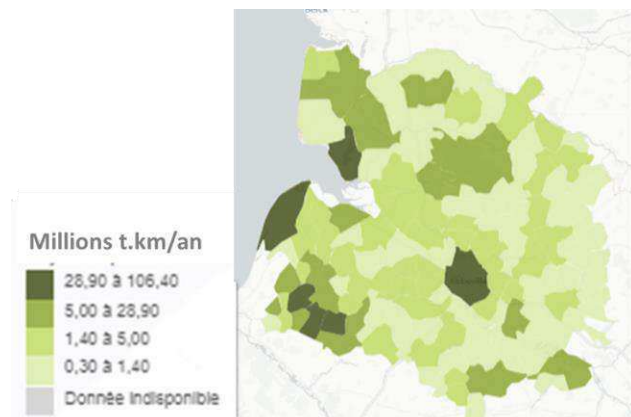 Millions t.km/an
28,90 à 106,40
5,00 à 28,90
1,40 à 5,00
0,30 à 1,40
Donnée indisponible